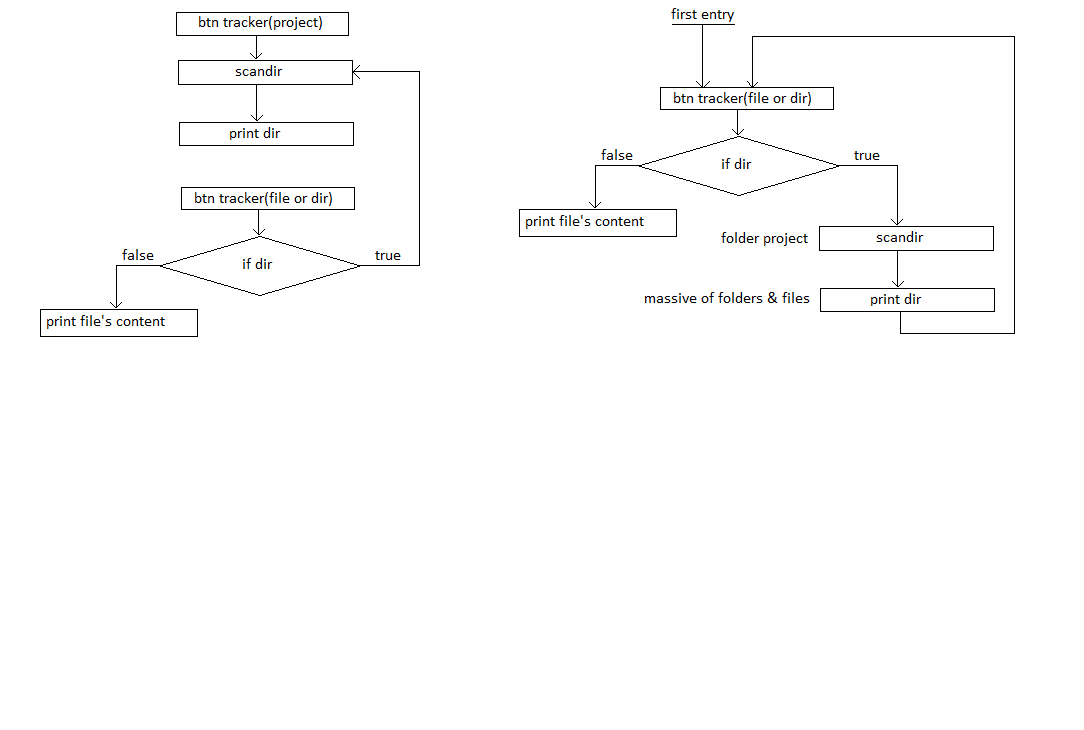 btn tracker(project)
scandir
print dir
btn tracker(file or dir)
false
if dir
true
print file's content
first entry
btn tracker(file or dir)
false
if dir
true
print file's content
folder project
scandir
massive of folders & files
print dir